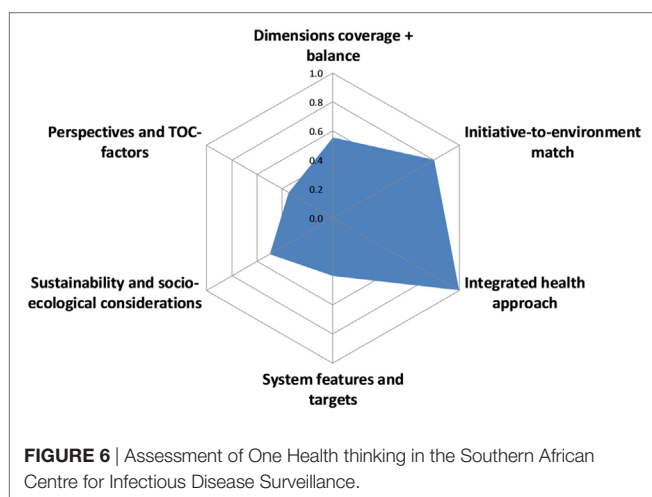 Dimensions coverage +
balance
1.0
0.8
0.6
0.4
0.2
0.0
Perspectives and TOC-
factors
Initiative-to-environment
match
Sustainability and socio-
ecological considerations
Integrated health
approach
System features and
targets
FIGURE 6 | Assessment of One Health thinking in the Southern African
Centre for Infectious Disease Surveillance.